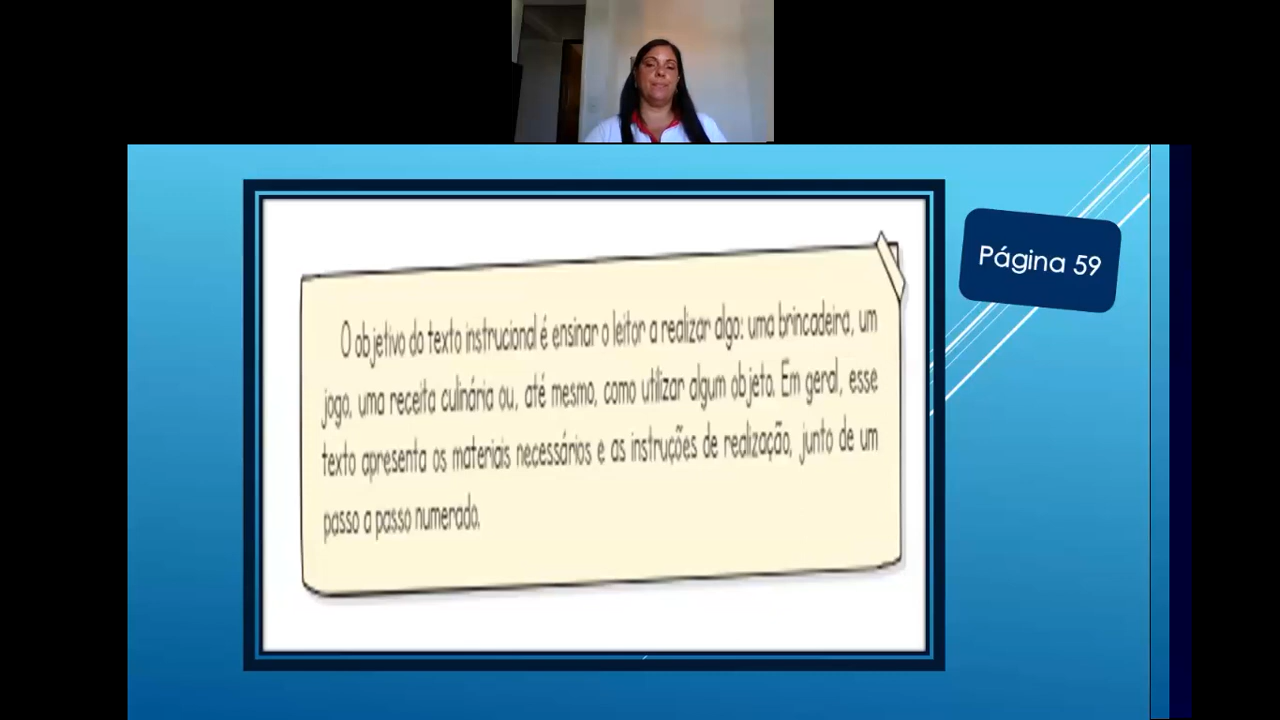 O objetivo do texto instrucional é ensinar o leitor a realizar algo: uma brincadeira, um
jogo, uma receita culinária ou, até mesmo, como utilizar algum objeto. Em geral, esse
texto apresenta os materiais necessários e as instruções de realização, junto de um
passo a passo numerado.
Página 59